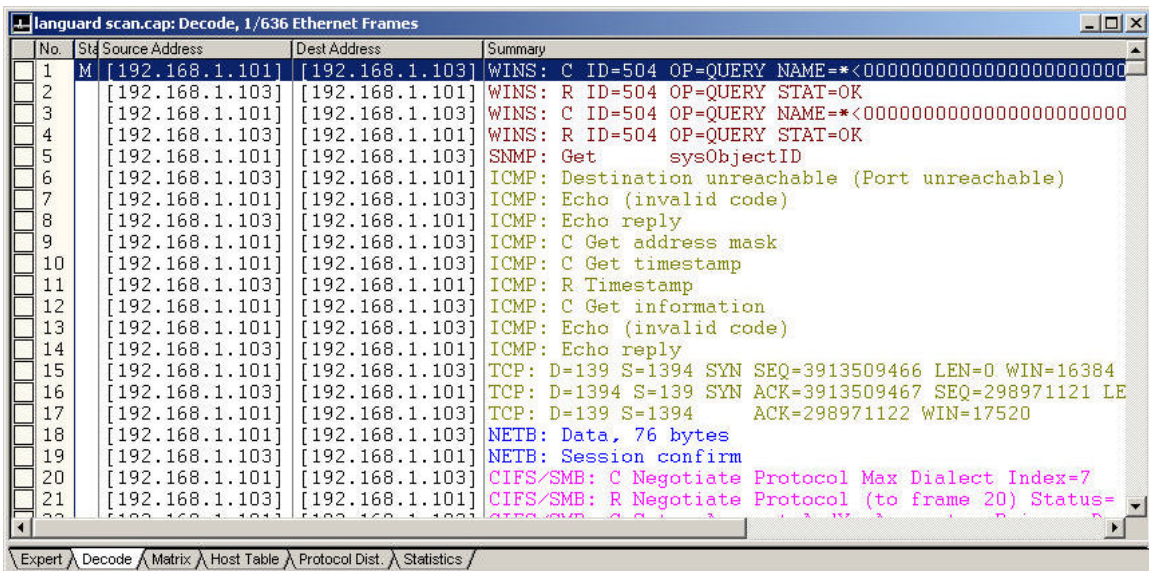 languard scan.cap: Decode, 1/636 Ethernet Frames
No. Sta Source Address Dest Address Summary
1 M [192.168.1.101] [192.168.1.103] WINS: C ID=504 OP=QUERY NAME=*<00000000000000000000000
2 [192.168.1.103] [192.168.1.101] WINS: R ID=504 OP=QUERY STAT=OK
3 [192.168.1.101] [192.168.1.103] WINS: C ID=504 OP=QUERY NAME=*<00000000000000000000000
4 [192.168.1.103] [192.168.1.101] WINS: R ID=504 OP=QUERY STAT=OK
5 [192.168.1.101] [192.168.1.103] SNMP: Get sysObjectID
6 [192.168.1.103] [192.168.1.101] ICMP: Destination unreachable (Port unreachable)
7 [192.168.1.101] [192.168.1.103] ICMP: Echo (invalid code)
8 [192.168.1.103] [192.168.1.101] ICMP: Echo reply
9 [192.168.1.101] [192.168.1.103] ICMP: C Get address mask
10 [192.168.1.101] [192.168.1.103] ICMP: C Get timestamp
11 [192.168.1.103] [192.168.1.101] ICMP: R Timestamp
12 [192.168.1.101] [192.168.1.103] ICMP: C Get information
13 [192.168.1.101] [192.168.1.103] ICMP: Echo (invalid code)
14 [192.168.1.103] [192.168.1.101] ICMP: Echo reply
15 [192.168.1.101] [192.168.1.103] TCP: D=139 S=1394 SYN SEQ=3913509466 LEN=0 WIN=16384
16 [192.168.1.103] [192.168.1.101] TCP: D=1394 S=139 SYN ACK=3913509467 SEQ=298971121 LE
17 [192.168.1.101] [192.168.1.103] TCP: D=139 S=1394 ACK=298971122 WIN=17520
18 [192.168.1.101] [192.168.1.103] NETB: Data, 76 bytes
19 [192.168.1.103] [192.168.1.101] NETB: Session confirm
20 [192.168.1.101] [192.168.1.103] CIFS/SMB: C Negotiate Protocol Max Dialect Index=7
21 [192.168.1.103] [192.168.1.101] CIFS/SMB: R Negotiate Protocol (to frame 20) Status=
Expert Decode Matrix Host Table Protocol Dist. Statistics